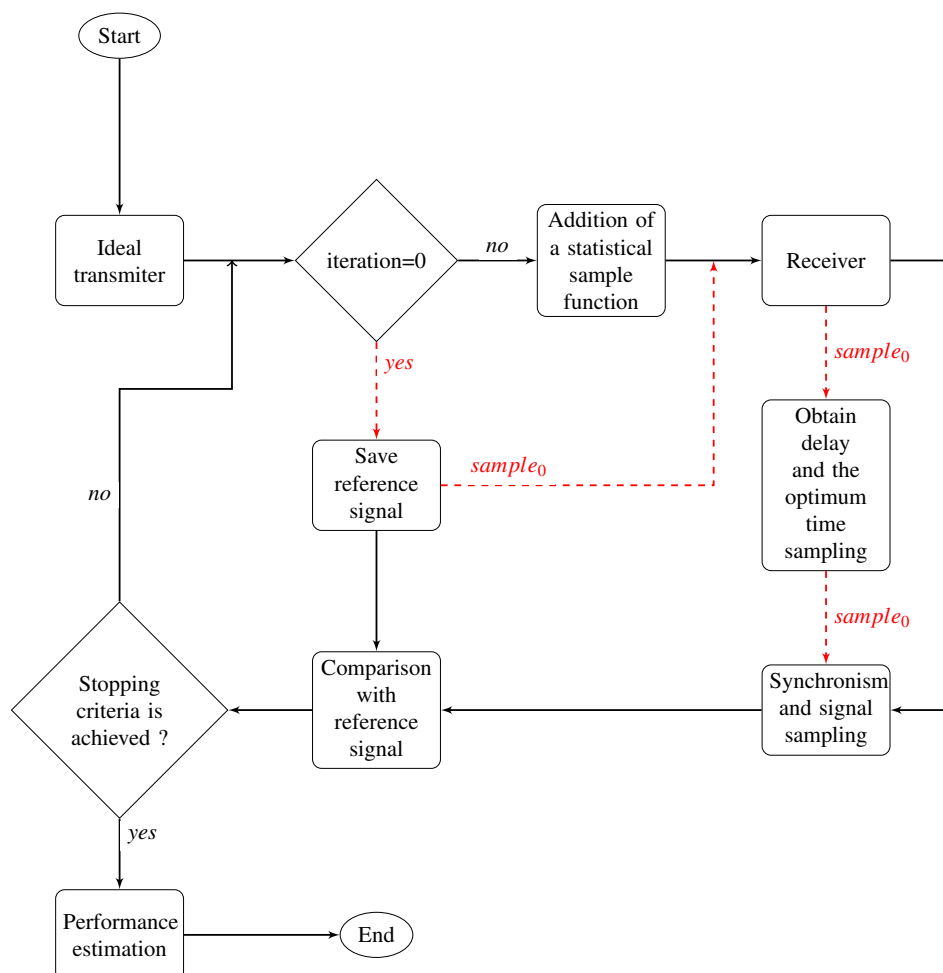 Start
Ideal
transmiter
iteration=0
no
Addition of
a statistical
sample
function
Receiver
yes
sample₀
Save
reference
signal
sample₀
Obtain
delay
and the
optimum
time
sampling
no
sample₀
Stopping
criteria is
achieved ?
Comparison
with
reference
signal
Synchronism
and signal
sampling
yes
Performance
estimation
End